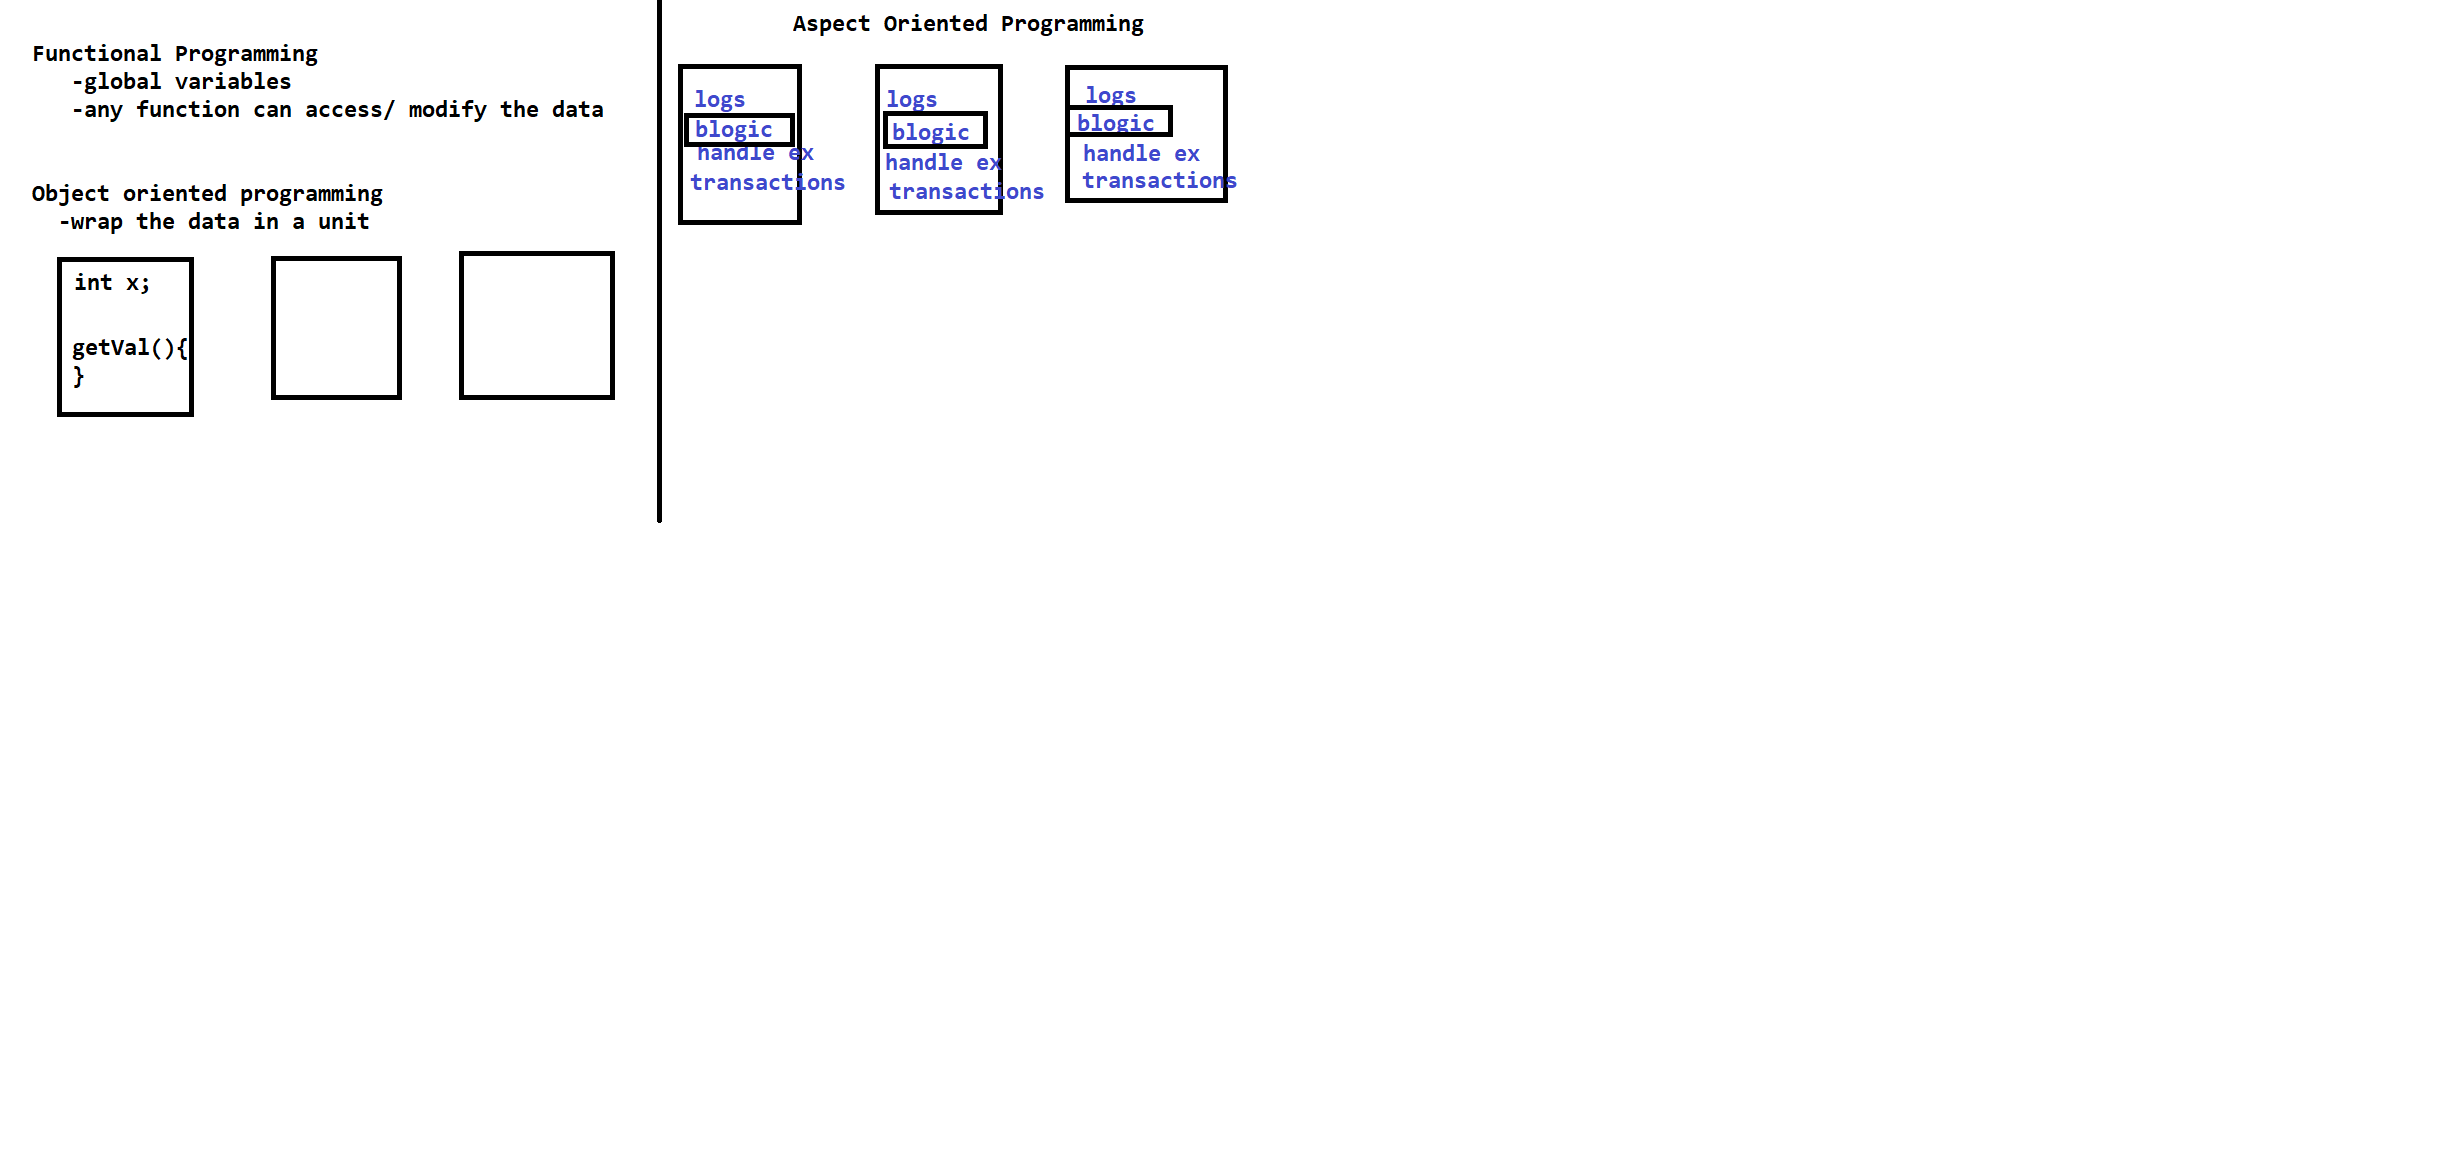 Functional Programming
-global variables
-any function can access/ modify the data
Object oriented programming
-wrap the data in a unit
int x;
getVal(){
}
Aspect Oriented Programming
logs
blogic
handle ex
transactions
logs
blogic
handle ex
transactions
logs
blogic
handle ex
transactions